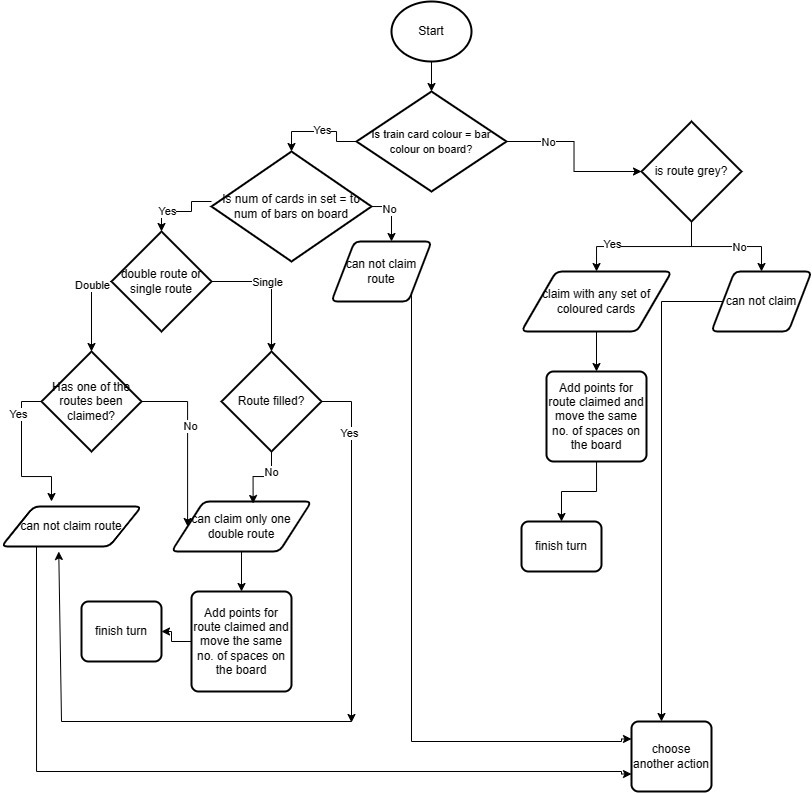 Start
Is train card colour = bar
colour on board?
Yes
No
is route grey?
Is num of cards in set = to
num of bars on board
Yes
No
Yes
No
double route or
single route
can not claim
route
claim with any set of
coloured cards
can not claim
Double
Single
Has one of the
routes been
claimed?
Route filled?
Add points for
route claimed and
move the same
no. of spaces on
the board
Yes
No
Yes
No
can not claim route
can claim only one
double route
finish turn
finish turn
Add points for
route claimed and
move the same
no. of spaces on
the board
choose
another action